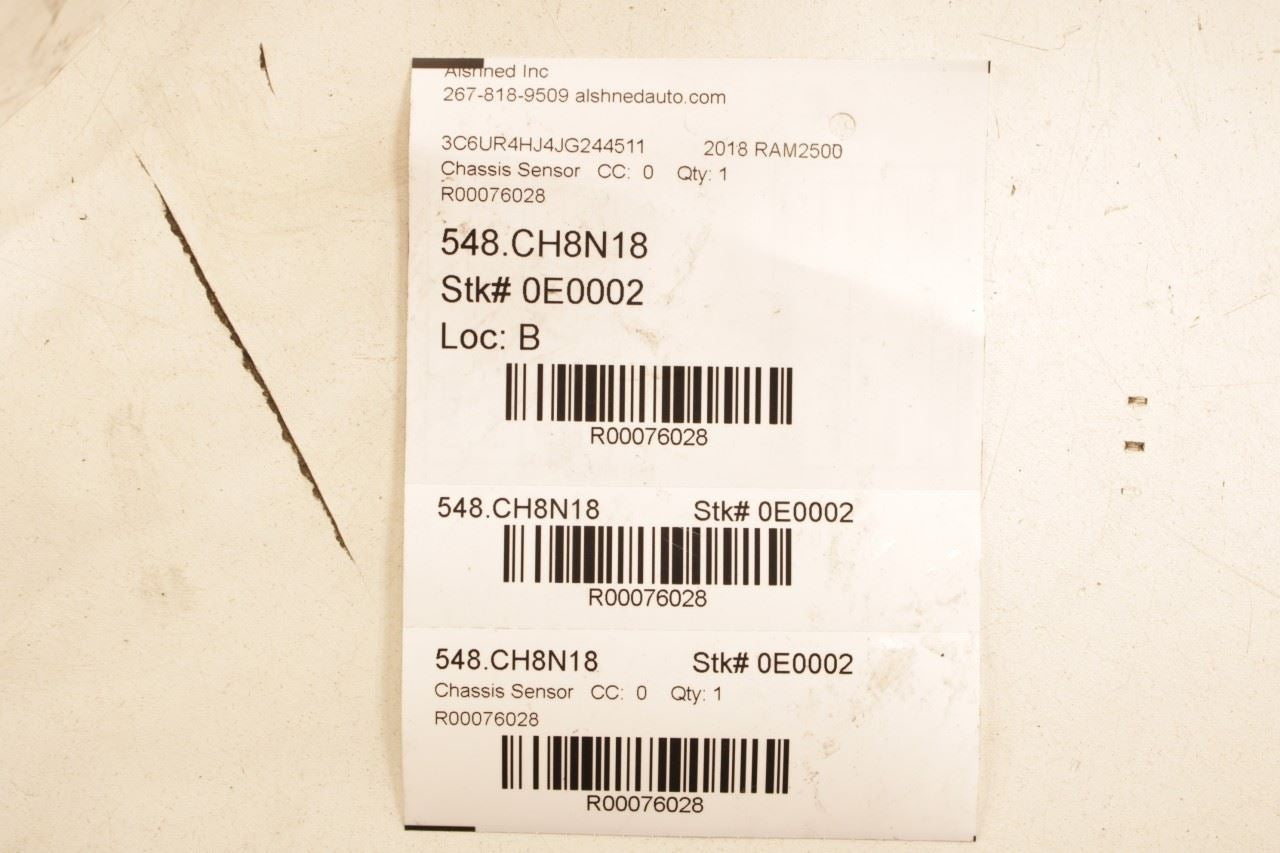 Alshned Inc
267-818-9509 alshnedauto.com
3C6UR4HJ4JG244511 2018 RAM2500
Chassis Sensor CC: 0 Qty: 1
R00076028
548.CH8N18
Stk# 0E0002
Loc: B
R00076028
548.CH8N18 Stk# 0E0002
R00076028
548.CH8N18 Stk# 0E0002
Chassis Sensor CC: 0 Qty: 1
R00076028
R00076028